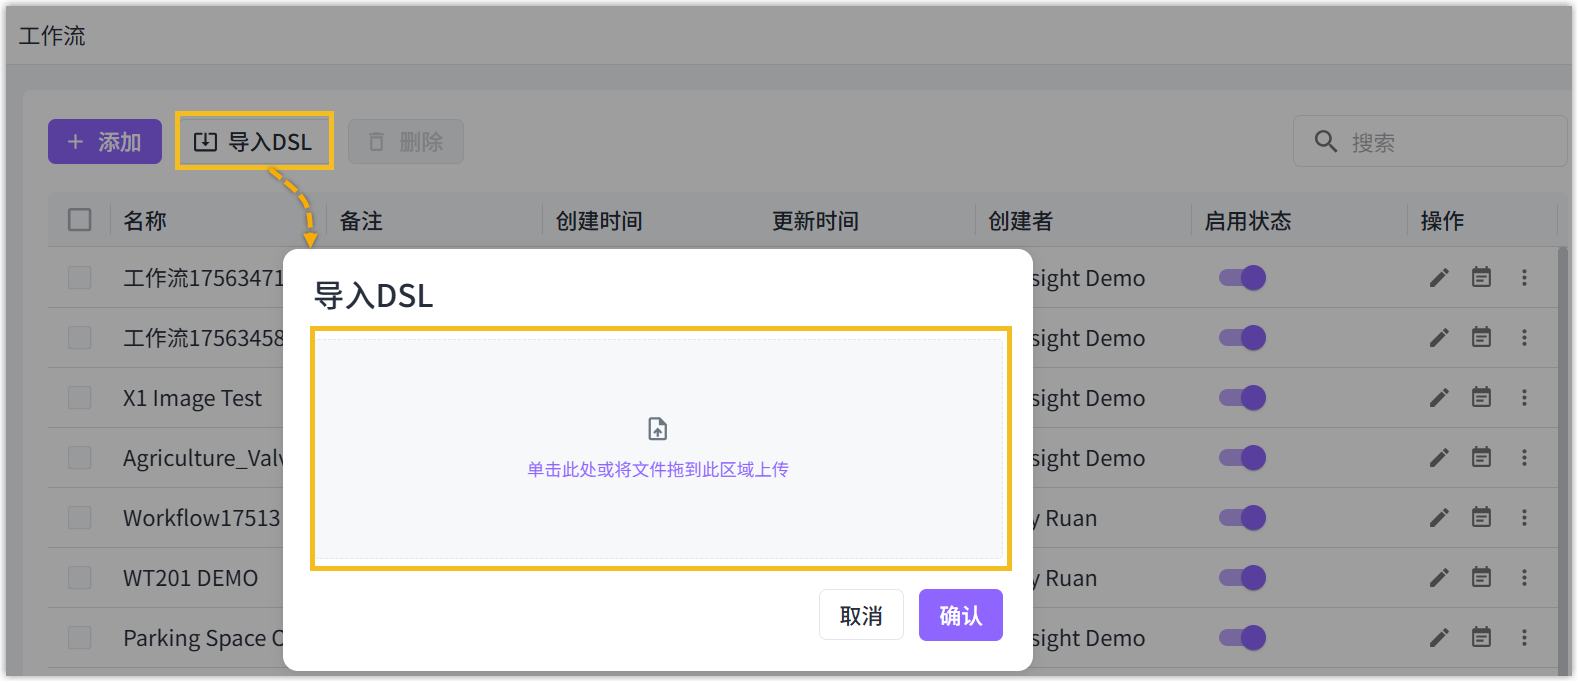 工作流
添加 导入DSL 删除 搜索
名称 备注 创建时间 更新时间 创建者 启用状态 操作
工作流17563471 sight Demo
工作流17563458 sight Demo
X1 Image Test sight Demo
Agriculture_Val sight Demo
Workflow17513 Ruan
WT201 DEMO Ruan
Parking Space sight Demo
导入DSL
单击此处或将文件拖到此区域上传
取消 确认